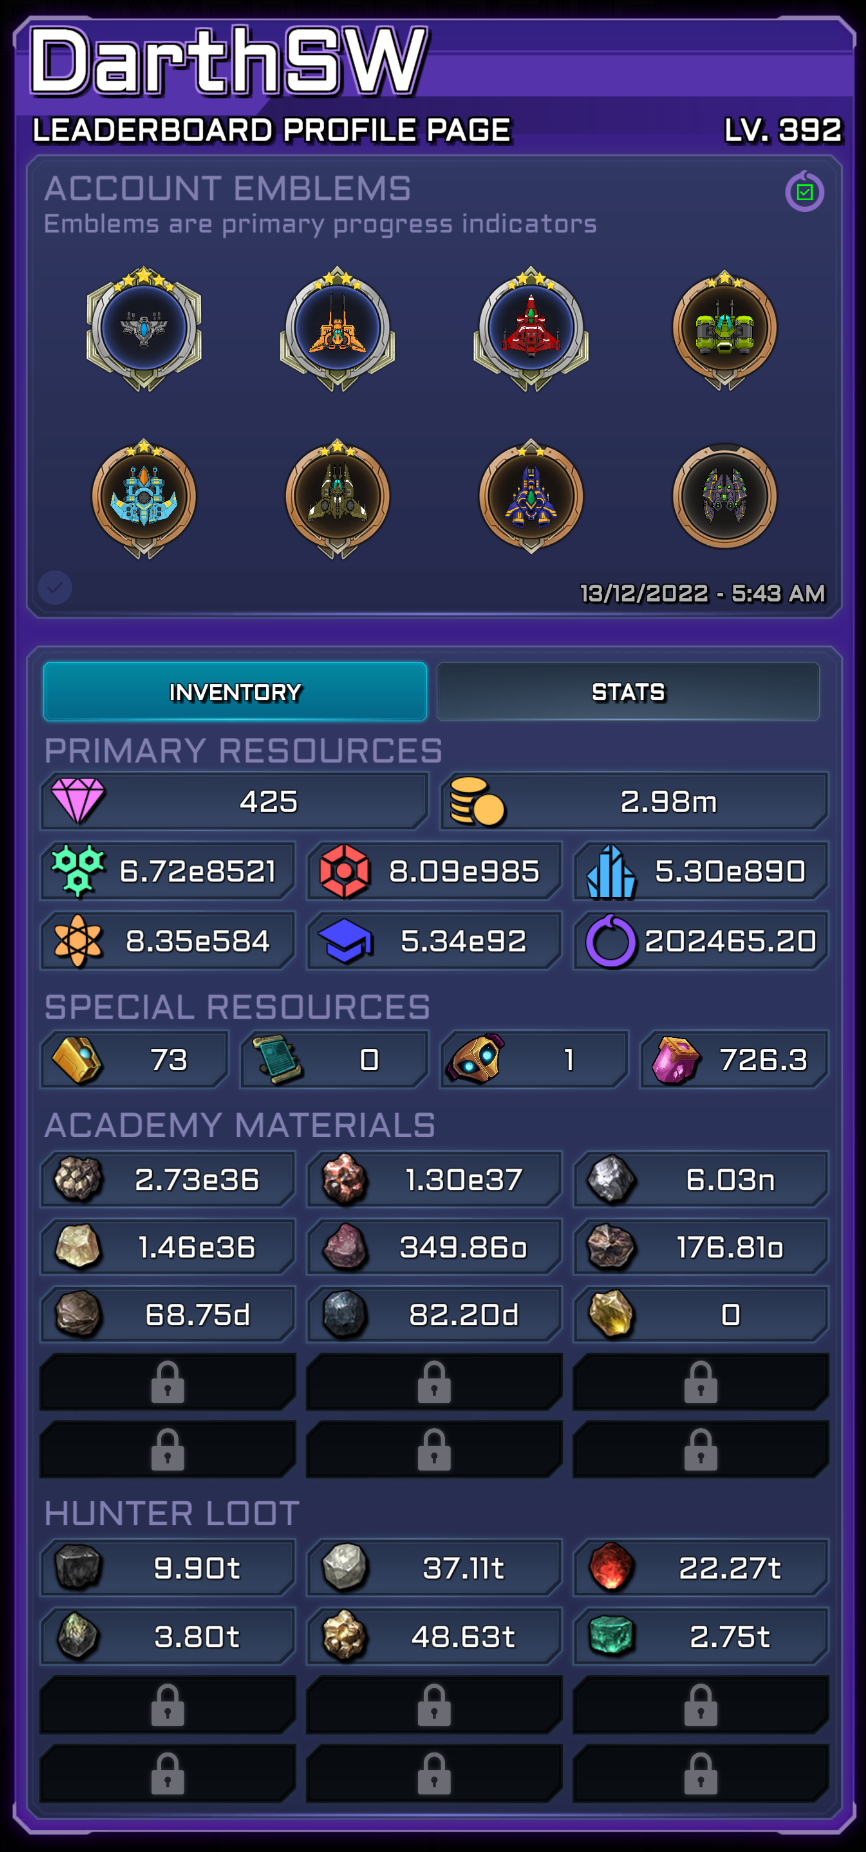 DarthSW
LEADERBOARD PROFILE PAGE LV. 392
ACCOUNT EMBLEMS
Emblems are primary progress indicators
13/12/2022 - 5:43 AM
INVENTORY STATS
PRIMARY RESOURCES
425 2.98m
6.72e8521 8.09e985 5.30e890
8.35e584 5.34e92 202465.20
SPECIAL RESOURCES
73 0 1 726.3
ACADEMY MATERIALS
2.73e36 1.30e37 6.03n
1.46e36 349.86o 176.81o
68.75d 82.20d 0
HUNTER LOOT
9.90t 37.11t 22.27t
3.80t 48.63t 2.75t